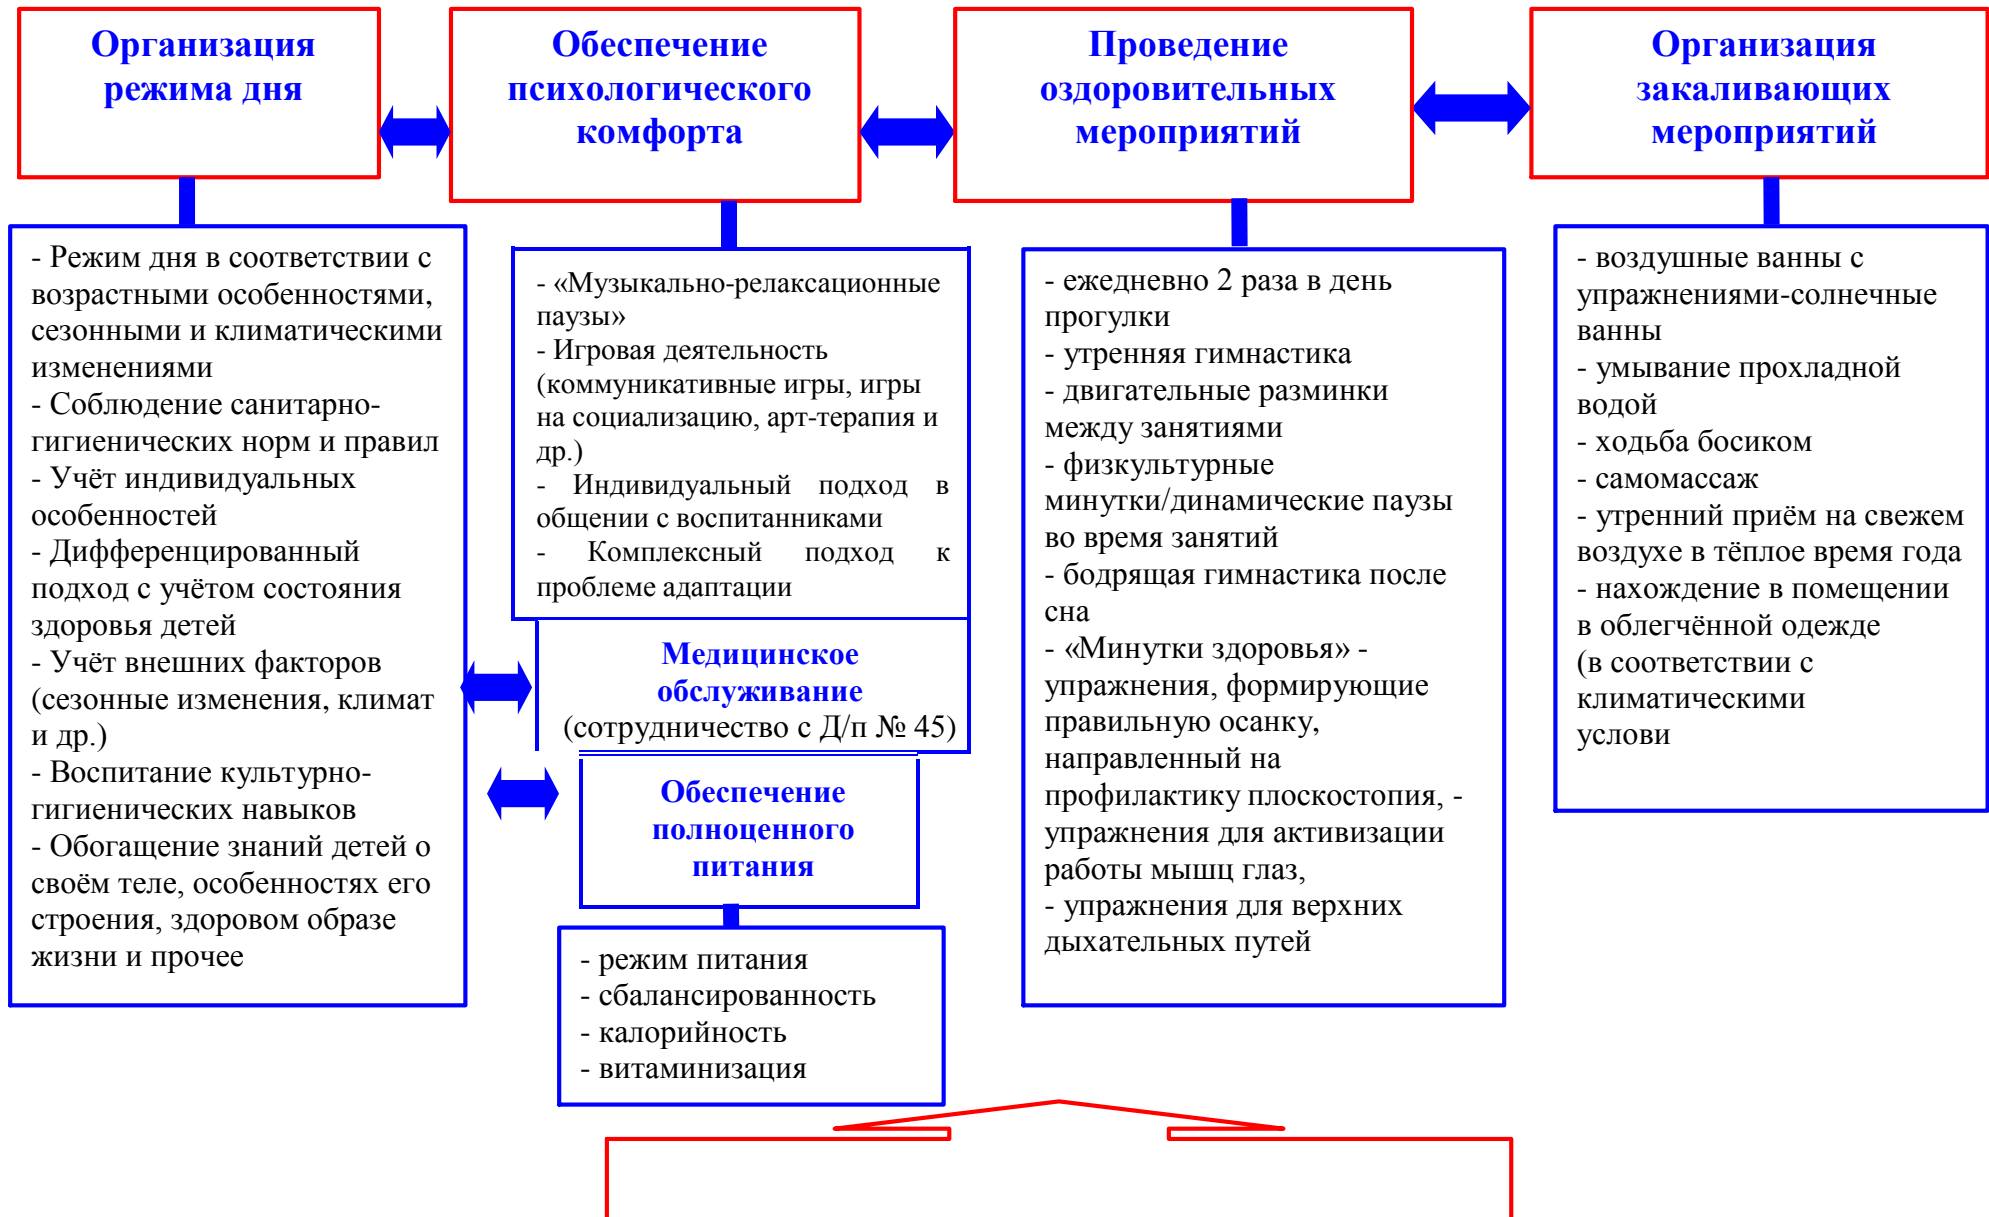 Организация
режима дня
Обеспечение
психологического
комфорта
Проведение
оздоровительных
мероприятий
Организация
закаливающих
мероприятий
- Режим дня в соответствии с
возрастными особенностями,
сезонными и климатическими
изменениями
- Соблюдение санитарно-
гигиенических норм и правил
- Учёт индивидуальных
особенностей
- Дифференцированный
подход с учётом состояния
здоровья детей
- Учёт внешних факторов
(сезонные изменения, климат
и др.)
- Воспитание культурно-
гигиенических навыков
- Обогащение знаний детей о
своём теле, особенностях его
строения, здоровом образе
жизни и прочее
- «Музыкально-релаксационные
паузы»
- Игровая деятельность
(коммуникативные игры, игры
на социализацию, арт-терапия и
др.)
- Индивидуальный подход в
общении с воспитанниками
- Комплексный подход к
проблеме адаптации
Медицинское
обслуживание
(сотрудничество с Д/п № 45)
Обеспечение
полноценного
питания
- режим питания
- сбалансированность
- калорийность
- витаминизация
- ежедневно 2 раза в день
прогулки
- утренняя гимнастика
- двигательные разминки
между занятиями
- физкультурные
минутки/динамические паузы
во время занятий
- бодрящая гимнастика после
сна
- «Минутки здоровья» -
упражнения, формирующие
правильную осанку,
направленный на
профилактику плоскостопия, -
упражнения для активизации
работы мышц глаз,
- упражнения для верхних
дыхательных путей
- воздушные ванны с
упражнениями-солнечные
ванны
- умывание прохладной
водой
- ходьба босиком
- самомассаж
- утренний приём на свежем
воздухе в тёплое время года
- нахождение в помещении
в облегчённой одежде
(в соответствии с
климатическими
услови